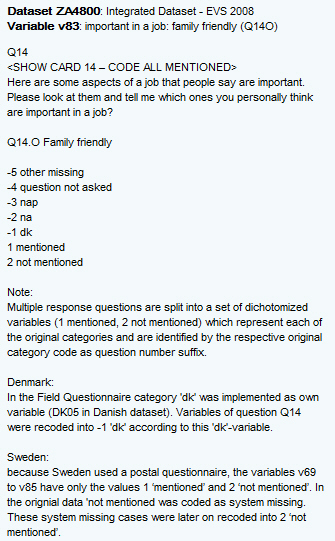 Dataset ZA4800: Integrated Dataset - EVS 2008
Variable v83: important in a job: family friendly (Q14O)
Q14
<SHOW CARD 14 – CODE ALL MENTIONED>
Here are some aspects of a job that people say are important.
Please look at them and tell me which ones you personally think
are important in a job?
Q14.O Family friendly
-5 other missing
-4 question not asked
-3 nap
-2 na
-1 dk
1 mentioned
2 not mentioned
Note:
Multiple response questions are split into a set of dichotomized
variables (1 mentioned, 2 not mentioned) which represent each of
the original categories and are identified by the respective original
category code as question number suffix.
Denmark:
In the Field Questionnaire category 'dk' was implemented as own
variable (DK05 in Danish dataset). Variables of question Q14
were recoded into -1 'dk' according to this 'dk'-variable.
Sweden:
because Sweden used a postal questionnaire, the variables v69
to v85 have only the values 1 'mentioned' and 2 'not mentioned'. In
the orignial data 'not mentioned was coded as system missing.
These system missing cases were later on recoded into 2 'not
mentioned'.